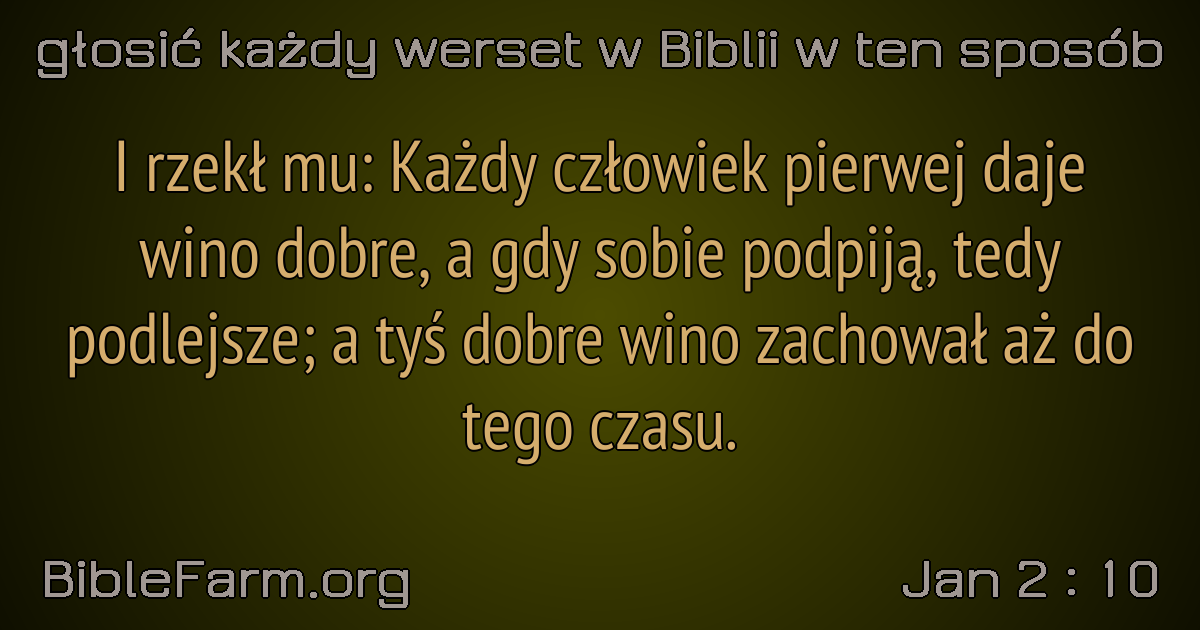 głosić każdy werset w Biblii w ten sposób
I rzekł mu: Każdy człowiek pierwej daje
wino dobre, a gdy sobie podpiją, tedy
podlejsze; a tyś dobre wino zachował aż do
tego czasu.
BibleFarm.org
Jan 2 : 10